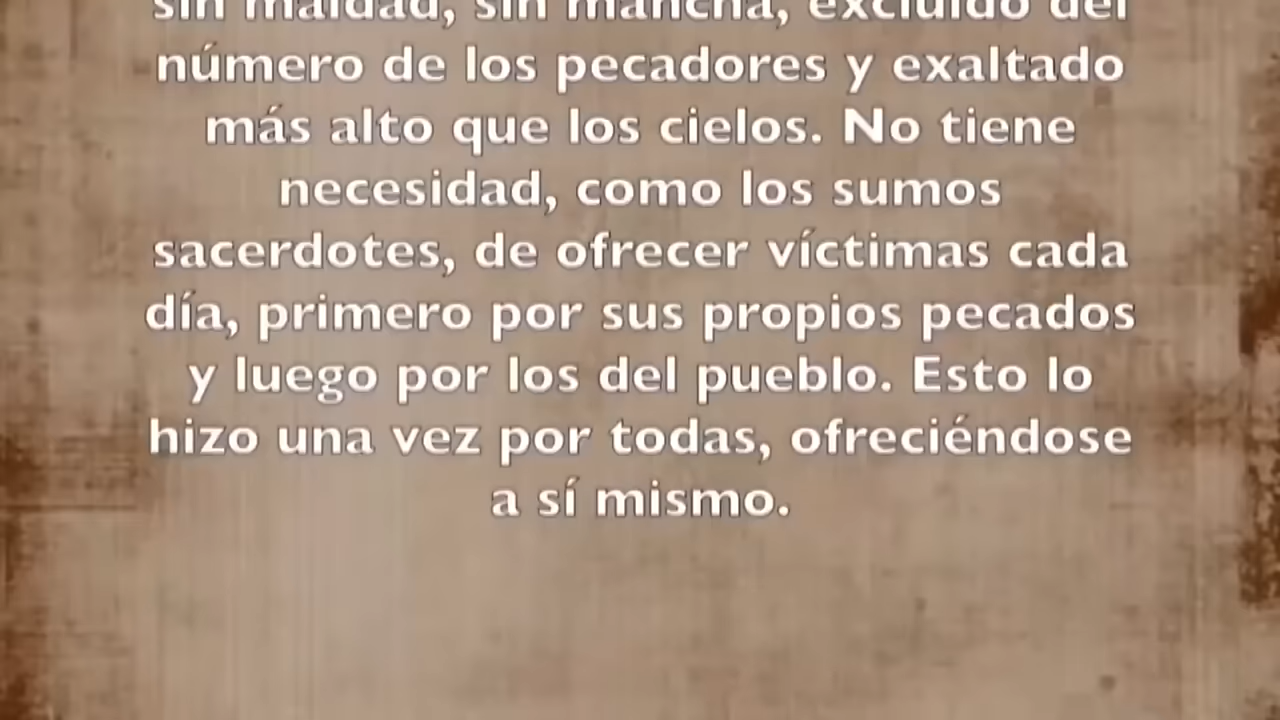 sin maldad, sin mancha, excluido del
número de los pecadores y exaltado
más alto que los cielos. No tiene
necesidad, como los sumos
sacerdotes, de ofrecer víctimas cada
día, primero por sus propios pecados
y luego por los del pueblo. Esto lo
hizo una vez por todas, ofreciéndose
a sí mismo.